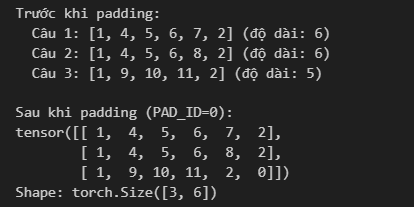 Trước khi padding:
  Câu 1: [1, 4, 5, 6, 7, 2] (độ dài: 6)
  Câu 2: [1, 4, 5, 6, 8, 2] (độ dài: 6)
  Câu 3: [1, 9, 10, 11, 2] (độ dài: 5)

Sau khi padding (PAD_ID=0):
tensor([[ 1,  4,  5,  6,  7,  2],
        [ 1,  4,  5,  6,  8,  2],
        [ 1,  9, 10, 11,  2,  0]])
Shape: torch.Size([3, 6])